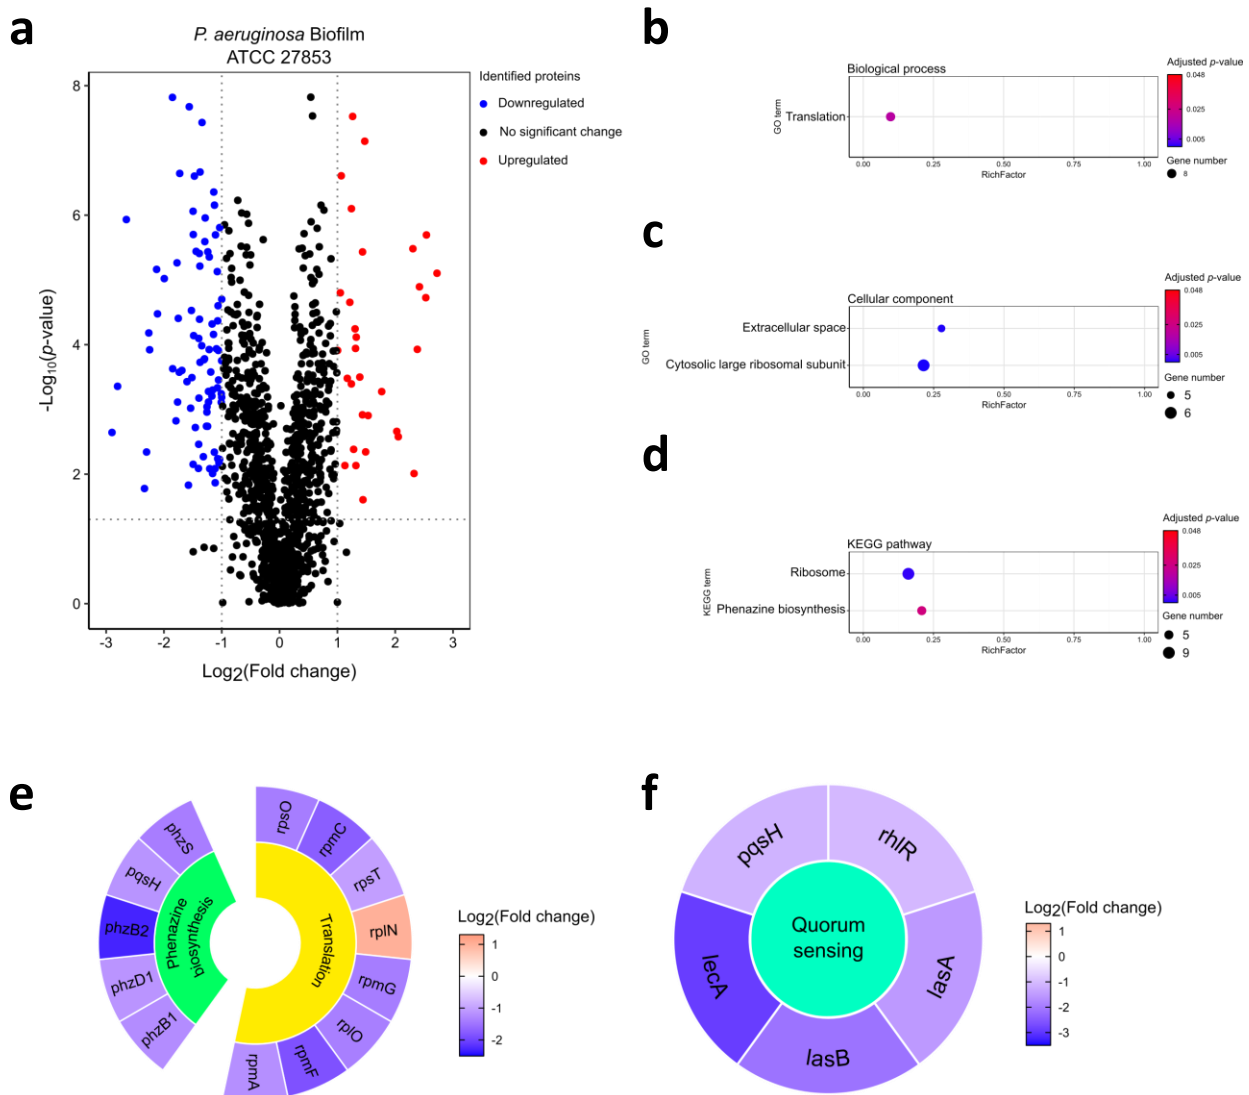 a
P. aeruginosa Biofilm
ATCC 27853
8
6
4
2
0
-3
-2
-1
0
1
2
3
-Log10(p-value)
Log2(Fold change)
Identified proteins
Downregulated
No significant change
Upregulated
b
Biological process
GO term
Translation
0.00
0.25
0.50
0.75
1.00
RichFactor
Adjusted p-value
0.048
0.025
0.005
Gene number
8
c
Cellular component
GO term
Extracellular space
Cytosolic large ribosomal subunit
0.00
0.25
0.50
0.75
1.00
RichFactor
Adjusted p-value
0.048
0.025
0.005
Gene number
5
6
d
KEGG pathway
KEGG term
Ribosome
Phenazine biosynthesis
0.00
0.25
0.50
0.75
1.00
RichFactor
Adjusted p-value
0.048
0.025
0.005
Gene number
5
9
e
phzS
pqsH
phzB2
phzD1
phzB1
Phenazine
biosynthesis
rpsO
rpmC
rpsT
rplN
rpmG
rplO
rpmF
rpmA
Translation
Log2(Fold change)
1
0
-1
-2
f
pqsH
rhlR
lasA
lasB
lecA
Quorum
sensing
Log2(Fold change)
1
0
-1
-2
-3